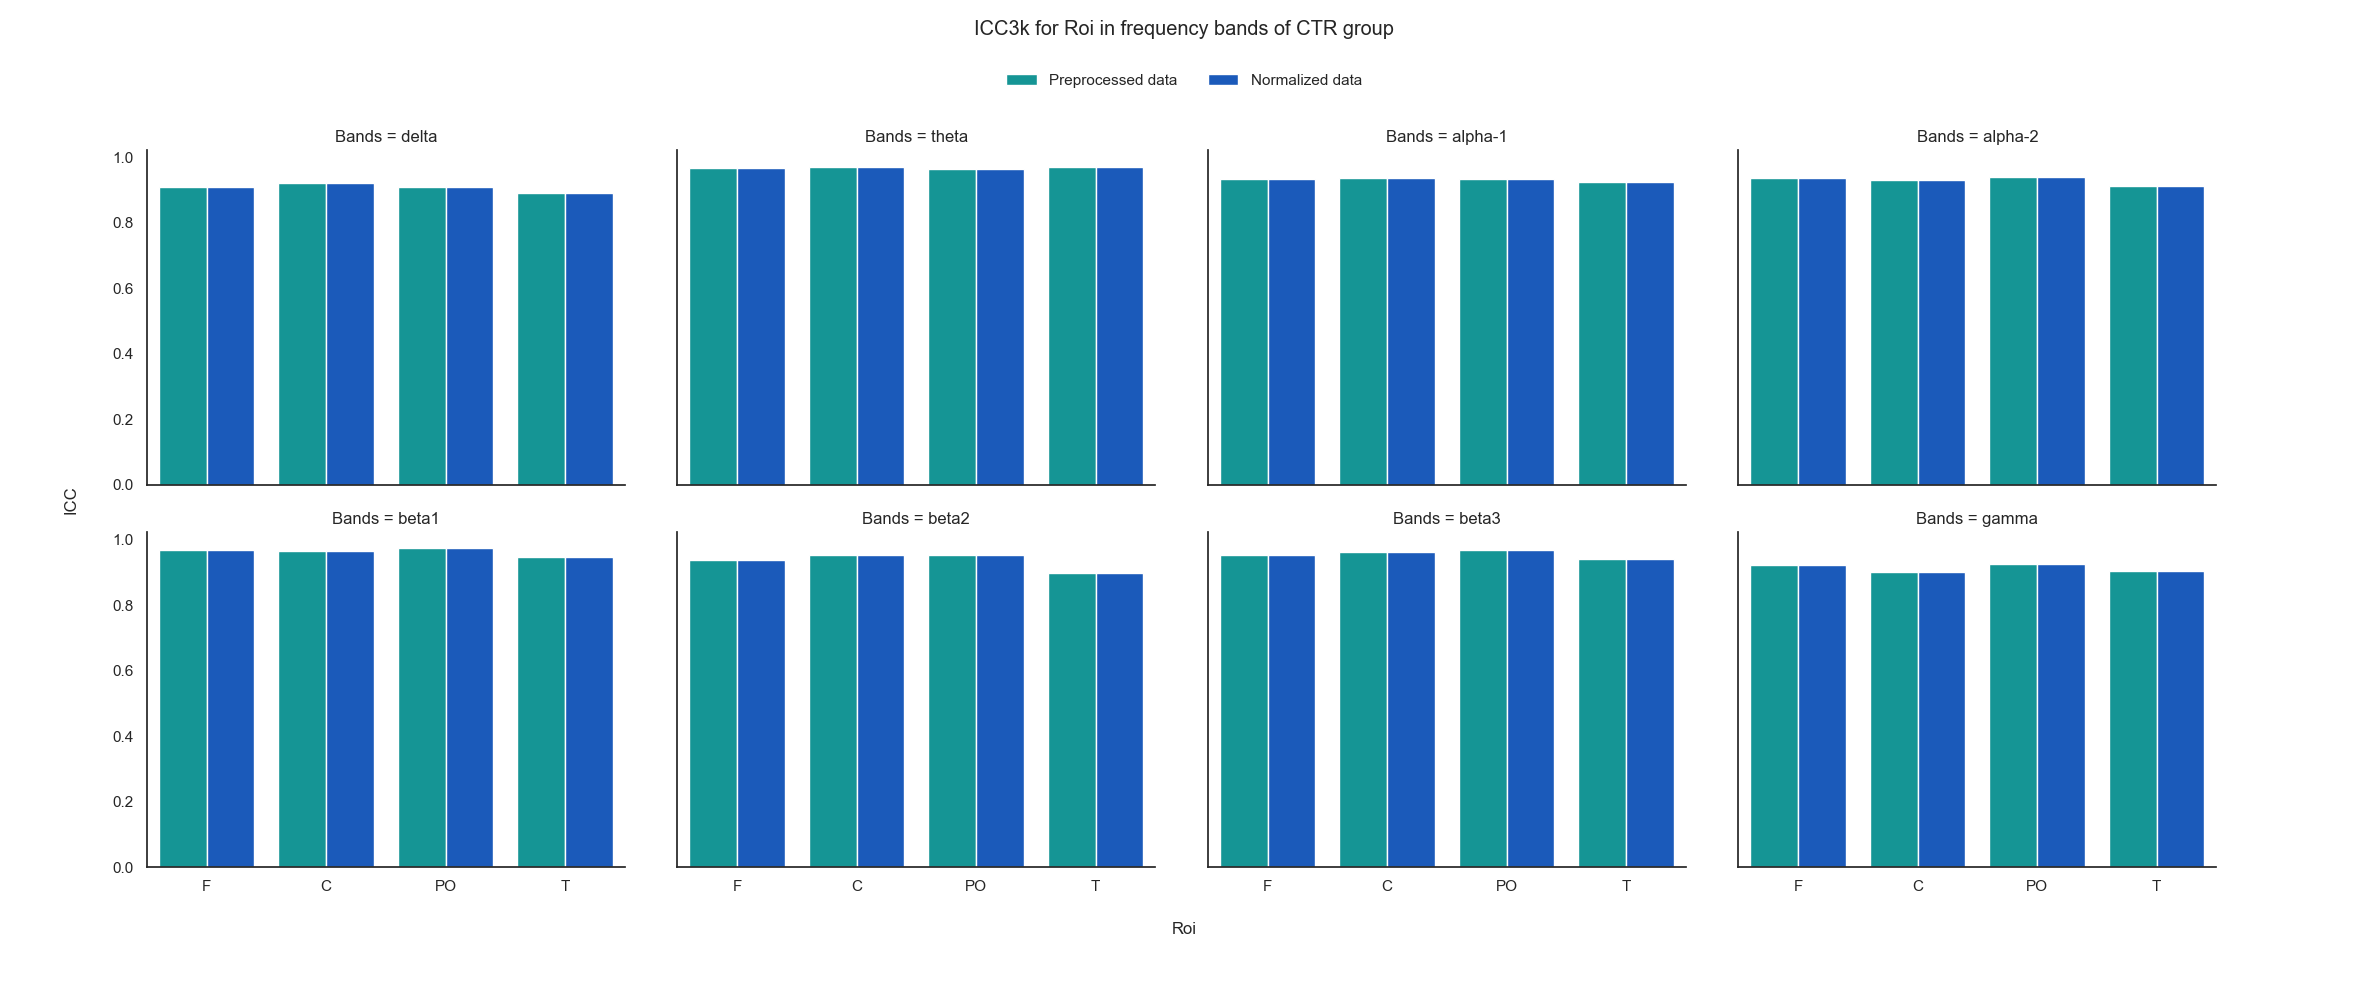 ICC3k for Roi in frequency bands of CTR group
Preprocessed data Normalized data
Bands = delta Bands = theta Bands = alpha-1 Bands = alpha-2
1.0
0.8
0.6
0.4
0.2
0.0
ICC
Bands = beta1 Bands = beta2 Bands = beta3 Bands = gamma
1.0
0.8
0.6
0.4
0.2
0.0
F C PO T F C PO T F C PO T F C PO T
Roi